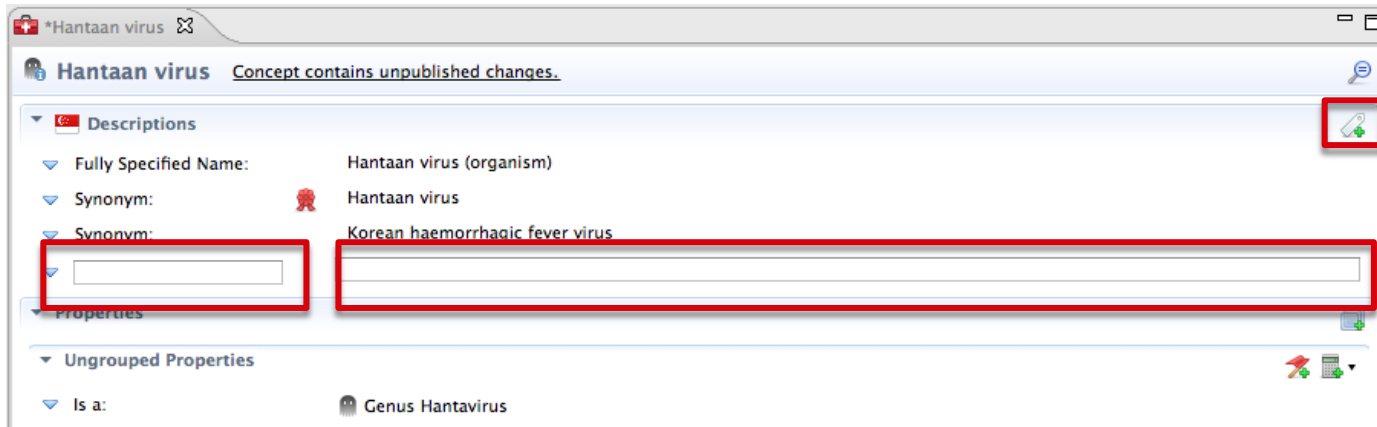 *Hantaan virus
Hantaan virus Concept contains unpublished changes.
Descriptions
Fully Specified Name: Hantaan virus (organism)
Synonym: Hantaan virus
Synonym: Korean haemorrhagic fever virus
Properties
Ungrouped Properties
Is a: Genus Hantavirus